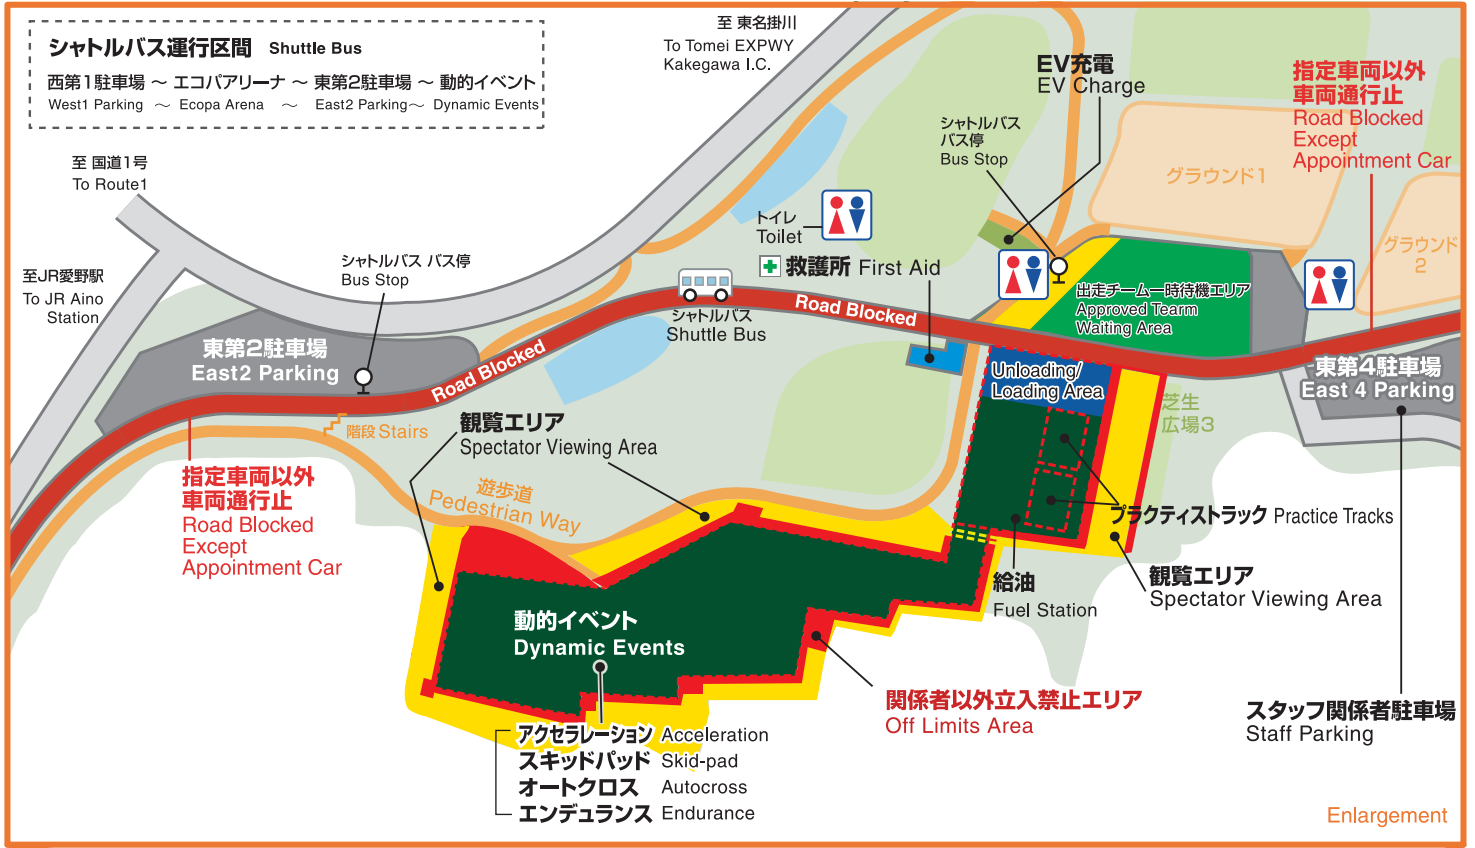 シャトルバス運行区間 Shuttle Bus
西第1駐車場 ～ エコパアリーナ ～ 東第2駐車場 ～ 動的イベント
West1 Parking ～ Ecopa Arena ～ East2 Parking～ Dynamic Events
至 東名掛川
To Tomei EXPWY
Kakegawa I.C.
EV充電
EV Charge
指定車両以外
車両通行止
Road Blocked
Except
Appointment Car
シャトルバス
バス停
Bus Stop
至 国道1号
To Route1
グラウンド1
グラウンド
2
トイレ
Toilet
救護所 First Aid
至JR愛野駅
To JR Aino
Station
シャトルバス バス停
Bus Stop
出走チーム一時待機エリア
Approved Tearm
Waiting Area
シャトルバス
Shuttle Bus
Road Blocked
Road Blocked
東第2駐車場
East2 Parking
東第4駐車場
East 4 Parking
Unloading/
Loading Area
芝生
広場3
階段 Stairs
観覧エリア
Spectator Viewing Area
指定車両以外
車両通行止
Road Blocked
Except
Appointment Car
遊歩道
Pedestrian Way
プラクティストラック Practice Tracks
給油
Fuel Station
観覧エリア
Spectator Viewing Area
動的イベント
Dynamic Events
関係者以外立入禁止エリア
Off Limits Area
スタッフ関係者駐車場
Staff Parking
アクセラレーション Acceleration
スキッドパッド Skid-pad
オートクロス Autocross
エンデュランス Endurance
Enlargement